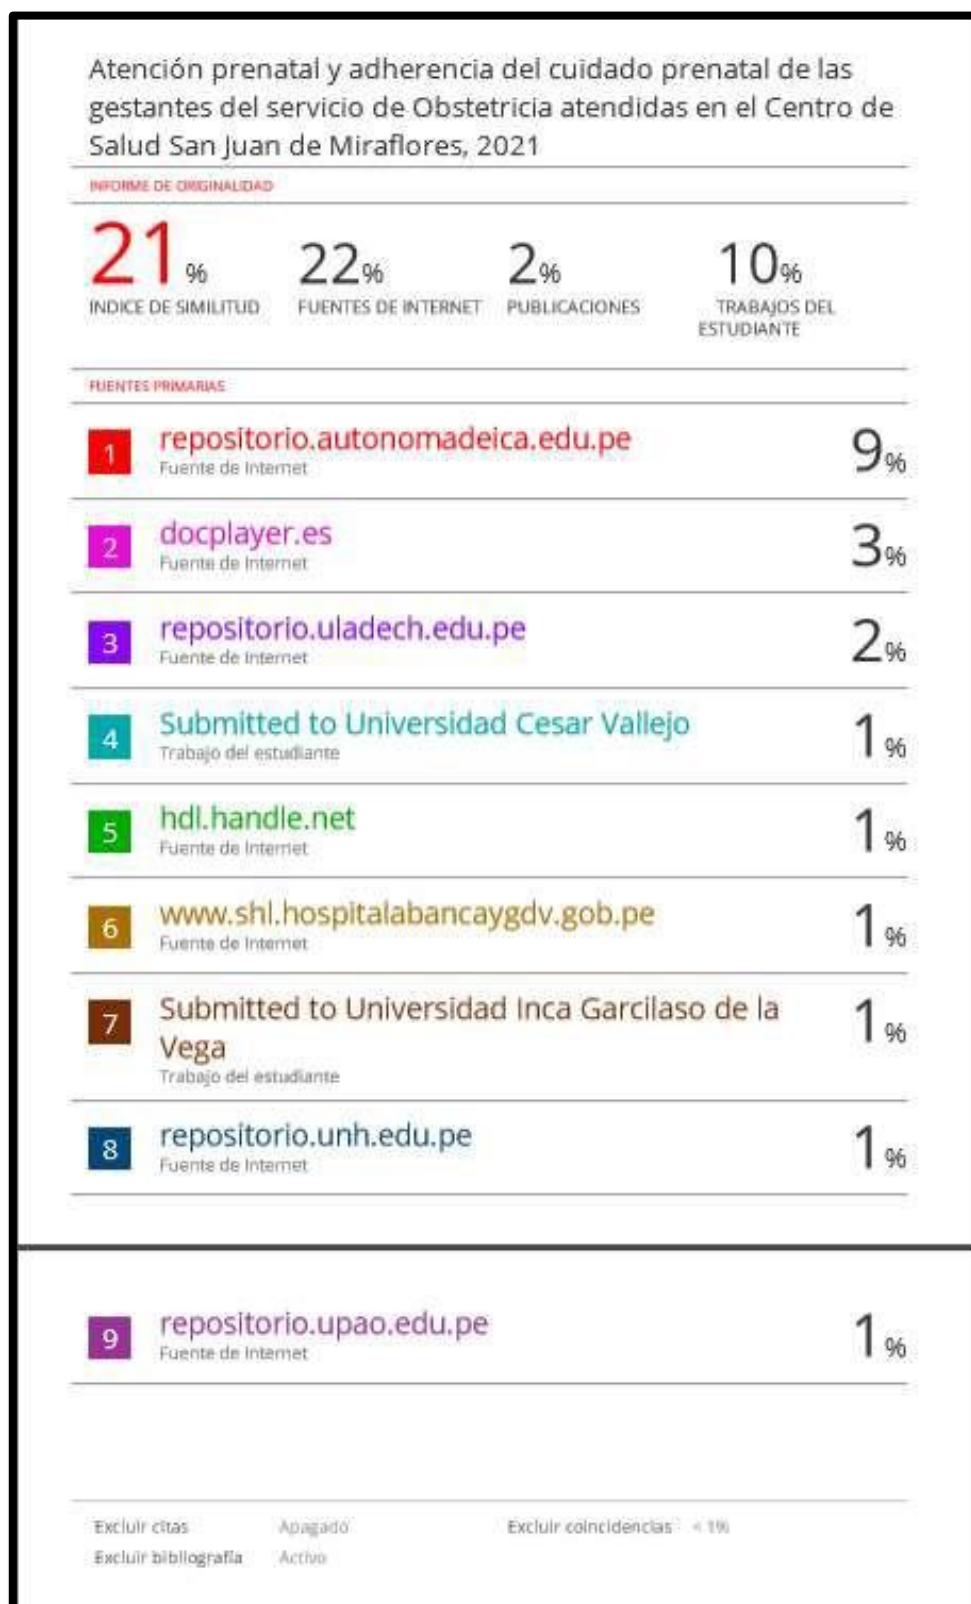 Atención prenatal y adherencia del cuidado prenatal de las
gestantes del servicio de Obstetricia atendidas en el Centro de
Salud San Juan de Miraflores, 2021
INFORME DE ORIGINALIDAD
21% 22% 2% 10%
INDICE DE SIMILITUD FUENTES DE INTERNET PUBLICACIONES TRABAJOS DEL
ESTUDIANTE
FUENTES PRIMARIAS
1 repositorio.autonomadeica.edu.pe 9%
Fuente de Internet
2 docplayer.es 3%
Fuente de Internet
3 repositorio.uladech.edu.pe 2%
Fuente de Internet
4 Submitted to Universidad Cesar Vallejo 1%
Trabajo del estudiante
5 hdl.handle.net 1%
Fuente de Internet
6 www.shl.hospitalabancaygdv.gob.pe 1%
Fuente de Internet
7 Submitted to Universidad Inca Garcilaso de la 1%
Vega
Trabajo del estudiante
8 repositorio.unh.edu.pe 1%
Fuente de Internet
9 repositorio.upao.edu.pe 1%
Fuente de Internet
Excluir citas Apagado Excluir coincidencias < 1%
Excluir bibliografía Activo